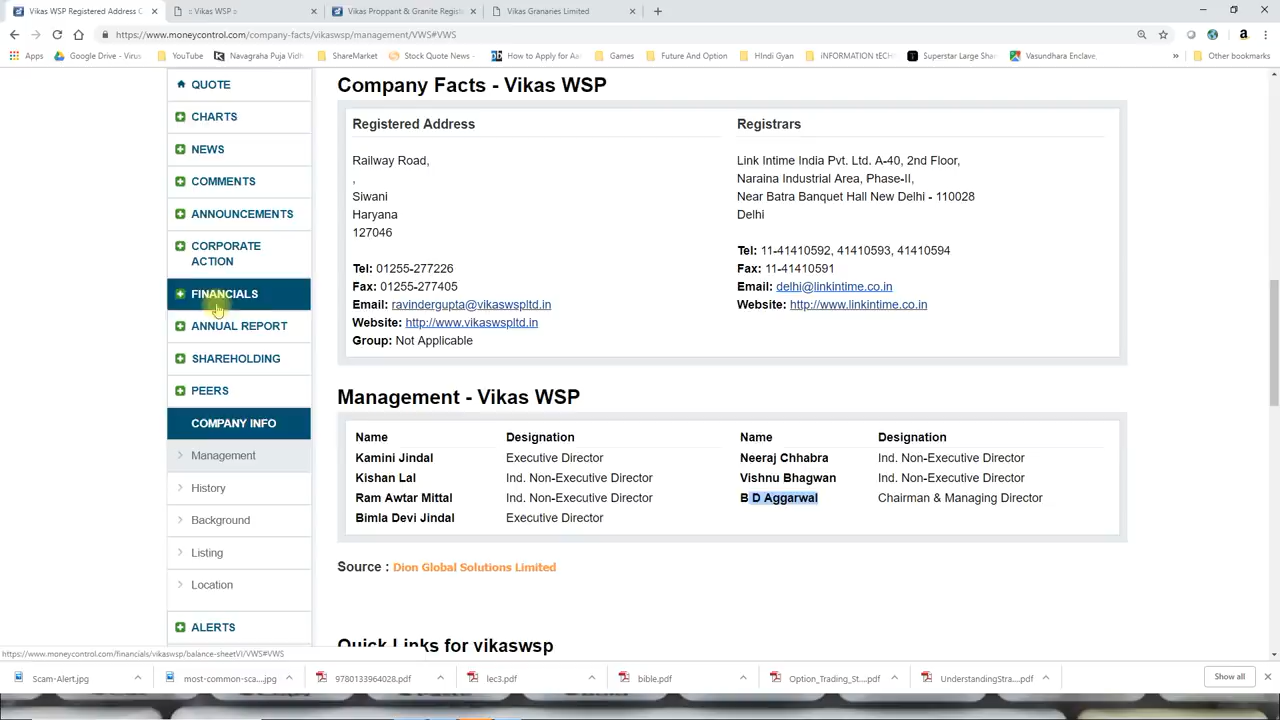 Vikas WSP Registered Address C
:: Vikas WSP ::
Vikas Proppant & Granite Regist
Vikas Granaries Limited
https://www.moneycontrol.com/company-facts/vikaswsp/management/VWS#VWS
Apps
Google Drive - Virus
YouTube
Navagraha Puja Vidh
ShareMarket
Stock Quote News -
How to Apply for Aa
Games
Future And Option
HIndi Gyan
iNFORMATION tECH
Superstar Large Shar
Vasundhara Enclave,
»
Other bookmarks
QUOTE
CHARTS
NEWS
COMMENTS
ANNOUNCEMENTS
CORPORATE
ACTION
FINANCIALS
ANNUAL REPORT
SHAREHOLDING
PEERS
COMPANY INFO
Management
History
Background
Listing
Location
ALERTS
Company Facts - Vikas WSP
Registered Address
Railway Road,
,
Siwani
Haryana
127046
Tel: 01255-277226
Fax: 01255-277405
Email: ravindergupta@vikaswspltd.in
Website: http://www.vikaswspltd.in
Group: Not Applicable
Registrars
Link Intime India Pvt. Ltd. A-40, 2nd Floor,
Naraina Industrial Area, Phase-II,
Near Batra Banquet Hall New Delhi - 110028
Delhi
Tel: 11-41410592, 41410593, 41410594
Fax: 11-41410591
Email: delhi@linkintime.co.in
Website: http://www.linkintime.co.in
Management - Vikas WSP
Name Designation Name Designation
Kamini Jindal Executive Director Neeraj Chhabra Ind. Non-Executive Director
Kishan Lal Ind. Non-Executive Director Vishnu Bhagwan Ind. Non-Executive Director
Ram Awtar Mittal Ind. Non-Executive Director B D Aggarwal Chairman & Managing Director
Bimla Devi Jindal Executive Director
Source : Dion Global Solutions Limited
Quick Links for vikaswsp
https://www.moneycontrol.com/financials/vikaswsp/balance-sheetVI/VWS#VWS
Scam-Alert.jpg
most-common-sca....jpg
9780133964028.pdf
lec3.pdf
bible.pdf
Option_Trading_St....pdf
UnderstandingStra....pdf
Show all